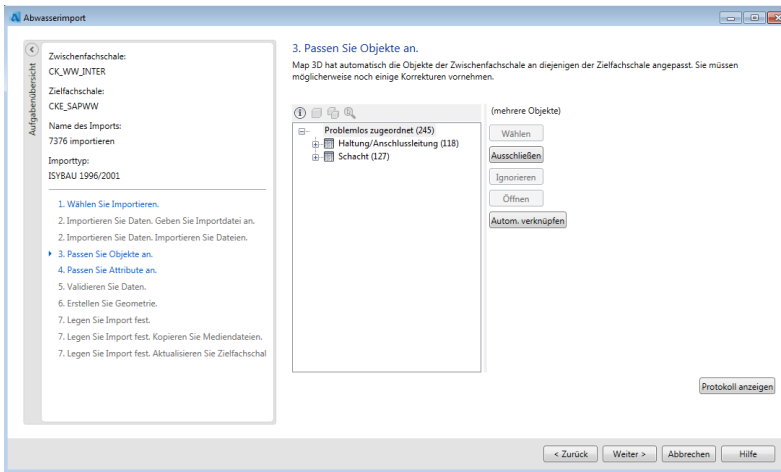 Abwasserimport
Aufgabenübersicht
Zwischenfachschale:
CK_WW_INTER
Zielfachschale:
CKE_SAPWW
Name des Imports:
7376 importieren
Importtyp:
ISYBAU 1996/2001
1. Wählen Sie Importieren.
2. Importieren Sie Daten. Geben Sie Importdatei an.
2. Importieren Sie Daten. Importieren Sie Dateien.
3. Passen Sie Objekte an.
4. Passen Sie Attribute an.
5. Validieren Sie Daten.
6. Erstellen Sie Geometrie.
7. Legen Sie Import fest.
7. Legen Sie Import fest. Kopieren Sie Mediendateien.
7. Legen Sie Import fest. Aktualisieren Sie Zielfachschal
3. Passen Sie Objekte an.
Map 3D hat automatisch die Objekte der Zwischenfachschale an diejenigen der Zielfachschale angepasst. Sie müssen
möglicherweise noch einige Korrekturen vornehmen.
Problemlos zugeordnet (245)
Haltung/Anschlussleitung (118)
Schacht (127)
(mehrere Objekte)
Wählen
Ausschließen
Ignorieren
Öffnen
Autom. verknüpfen
Protokoll anzeigen
< Zurück
Weiter >
Abbrechen
Hilfe